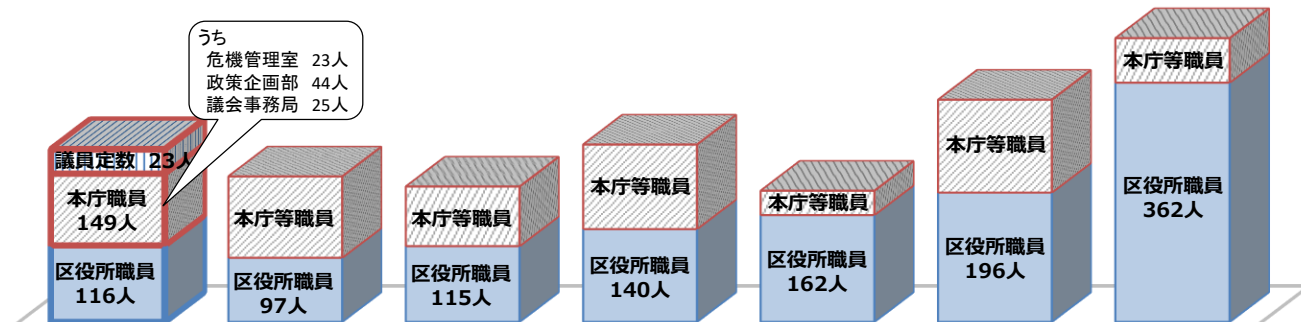 うち
危機管理室 23人
政策企画部 44人
議会事務局 25人
議員定数 23人
本庁職員
149人
区役所職員
116人
本庁等職員
区役所職員
97人
本庁等職員
区役所職員
115人
本庁等職員
区役所職員
140人
本庁等職員
区役所職員
162人
本庁等職員
区役所職員
196人
本庁等職員
区役所職員
362人